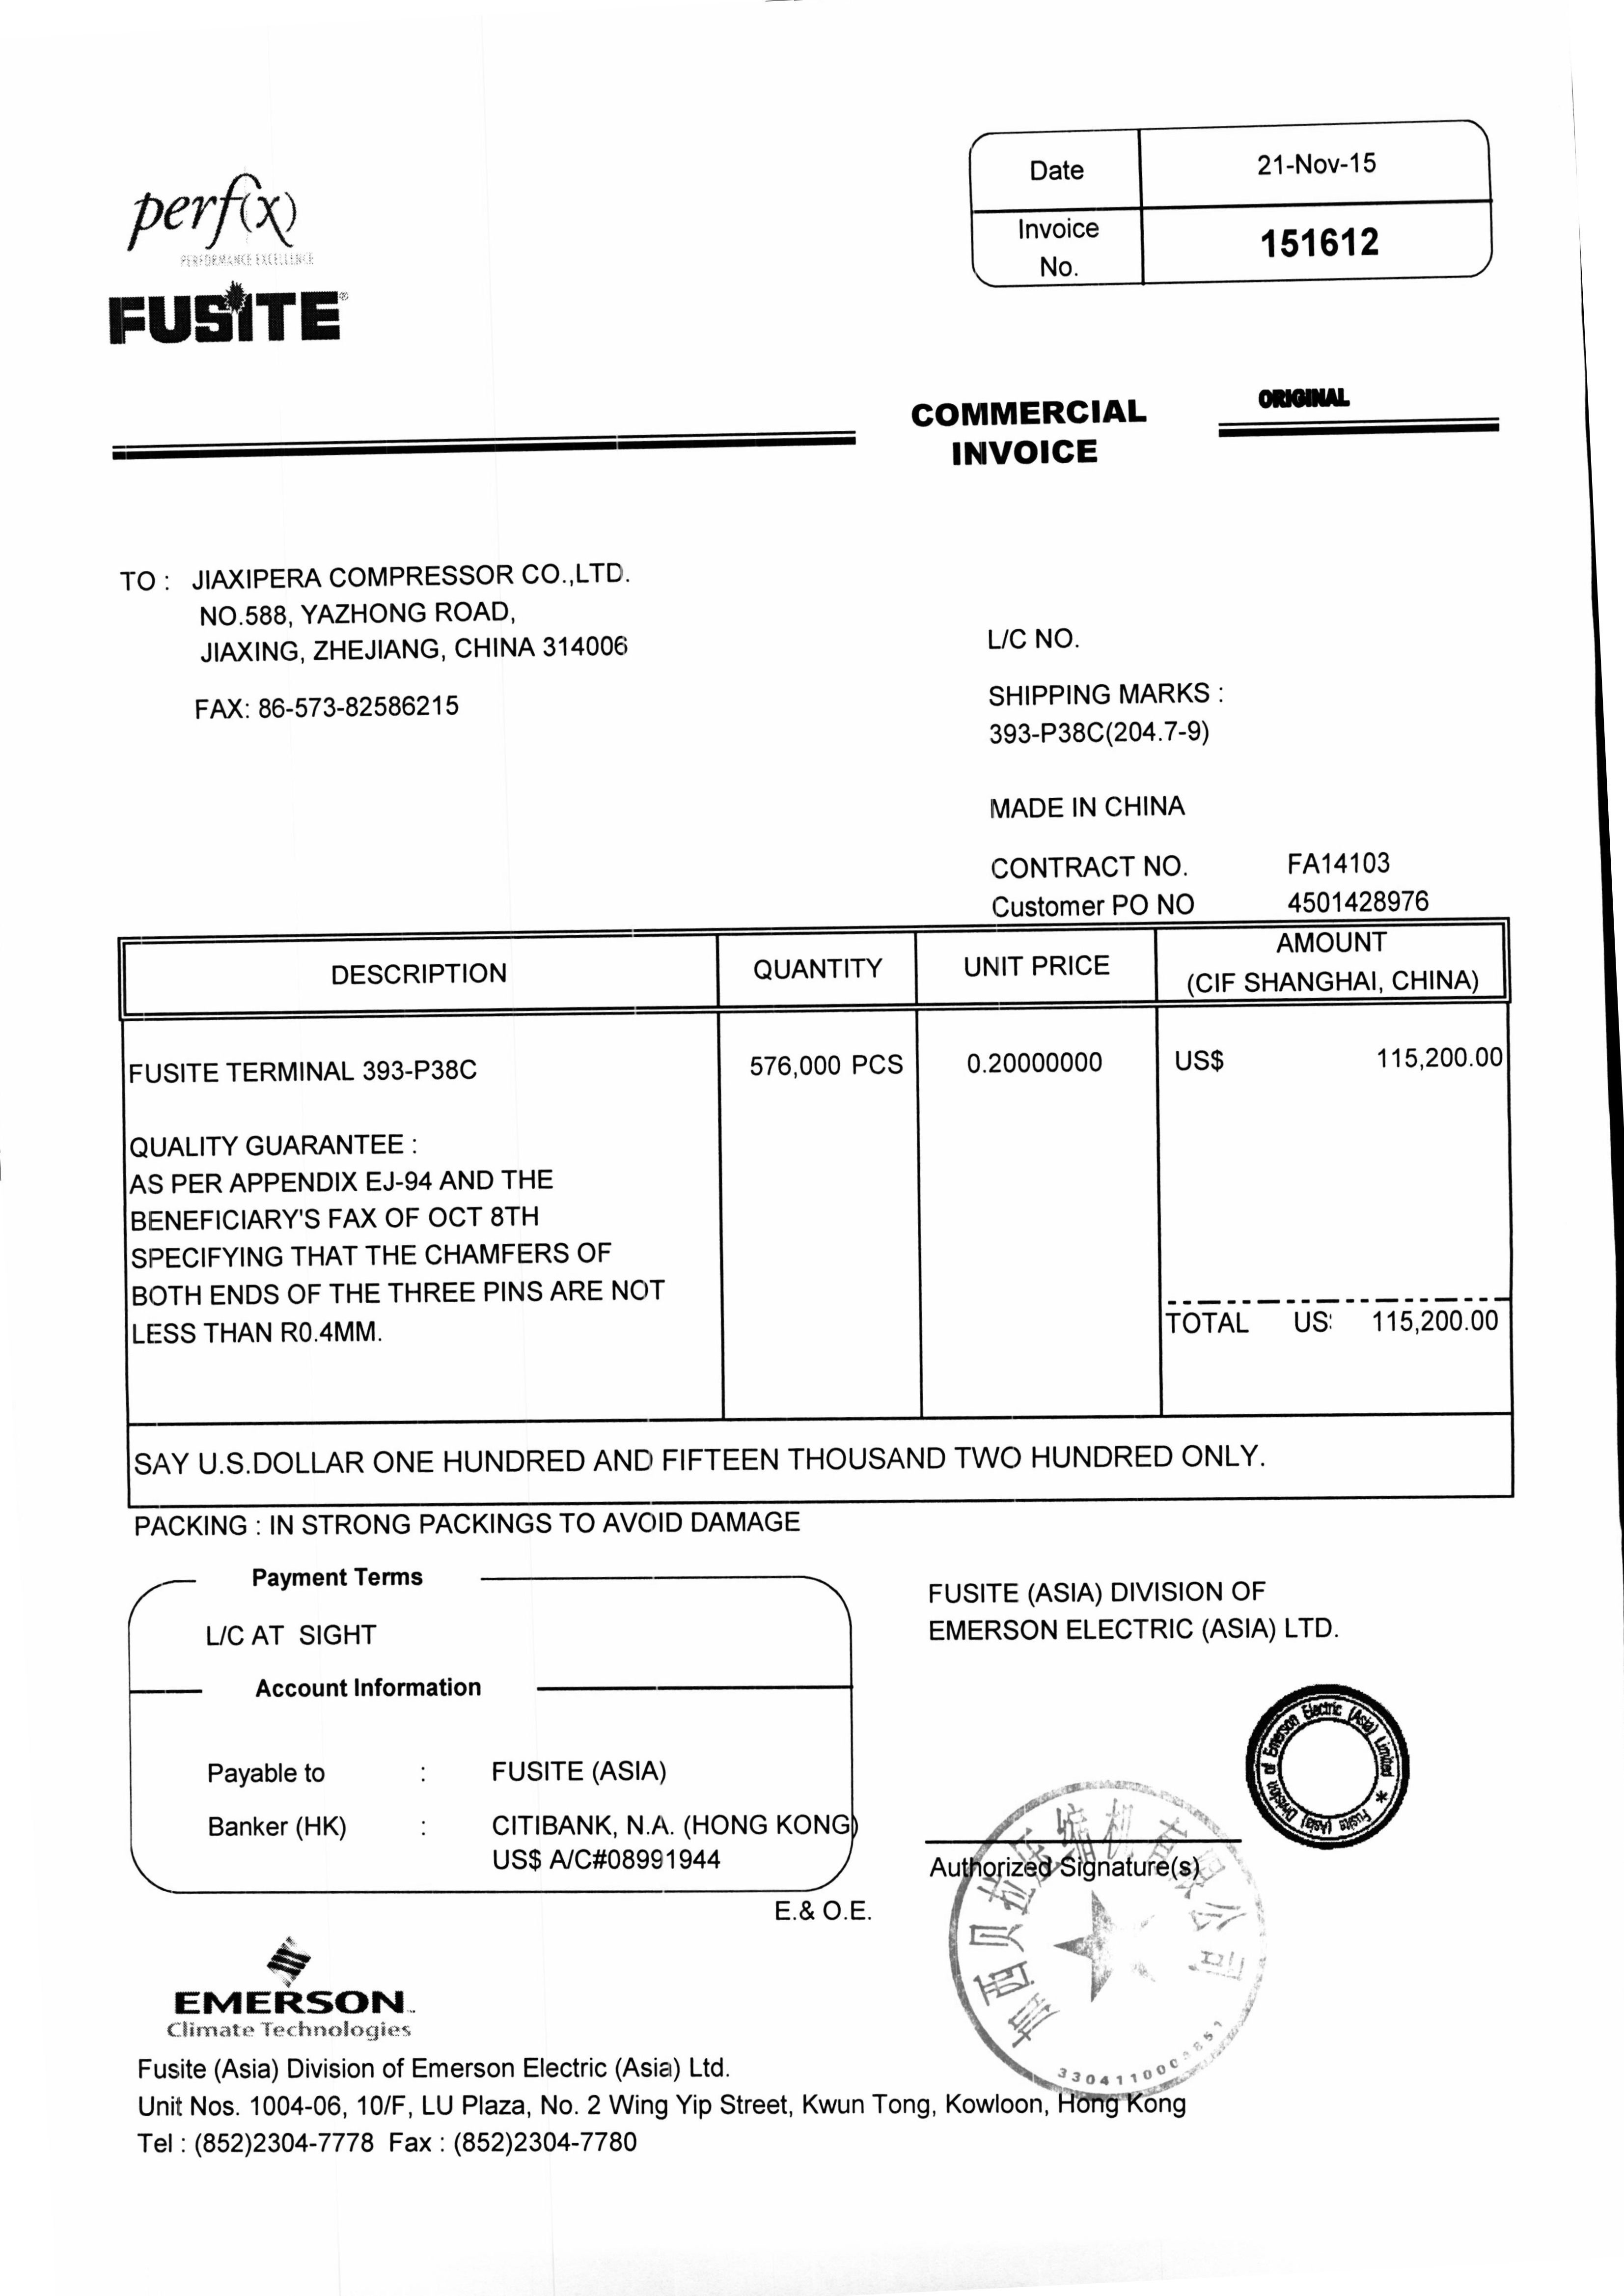 perf(x)
PERFORMANCE EXCELLENCE
FUSITE®
Date 21-Nov-15
Invoice No. 151612
COMMERCIAL INVOICE
ORIGINAL
TO : JIAXIPERA COMPRESSOR CO.,LTD.
NO.588, YAZHONG ROAD,
JIAXING, ZHEJIANG, CHINA 314006
FAX: 86-573-82586215
L/C NO.
SHIPPING MARKS :
393-P38C(204.7-9)
MADE IN CHINA
CONTRACT NO. FA14103
Customer PO NO 4501428976
DESCRIPTION QUANTITY UNIT PRICE AMOUNT
(CIF SHANGHAI, CHINA)
FUSITE TERMINAL 393-P38C 576,000 PCS 0.20000000 US$ 115,200.00
QUALITY GUARANTEE :
AS PER APPENDIX EJ-94 AND THE
BENEFICIARY'S FAX OF OCT 8TH
SPECIFYING THAT THE CHAMFERS OF
BOTH ENDS OF THE THREE PINS ARE NOT
LESS THAN R0.4MM.
TOTAL US 115,200.00
SAY U.S.DOLLAR ONE HUNDRED AND FIFTEEN THOUSAND TWO HUNDRED ONLY.
PACKING : IN STRONG PACKINGS TO AVOID DAMAGE
Payment Terms
L/C AT SIGHT
Account Information
Payable to : FUSITE (ASIA)
Banker (HK) : CITIBANK, N.A. (HONG KONG)
US$ A/C#08991944
E.& O.E.
FUSITE (ASIA) DIVISION OF
EMERSON ELECTRIC (ASIA) LTD.
Fusite (Asia) Division of Emerson Electric (Asia) Limited *
Authorized Signature(s)
加西贝拉压缩机有限公司
EMERSON
Climate Technologies
Fusite (Asia) Division of Emerson Electric (Asia) Ltd.
Unit Nos. 1004-06, 10/F, LU Plaza, No. 2 Wing Yip Street, Kwun Tong, Kowloon, Hong Kong
Tel : (852)2304-7778 Fax : (852)2304-7780